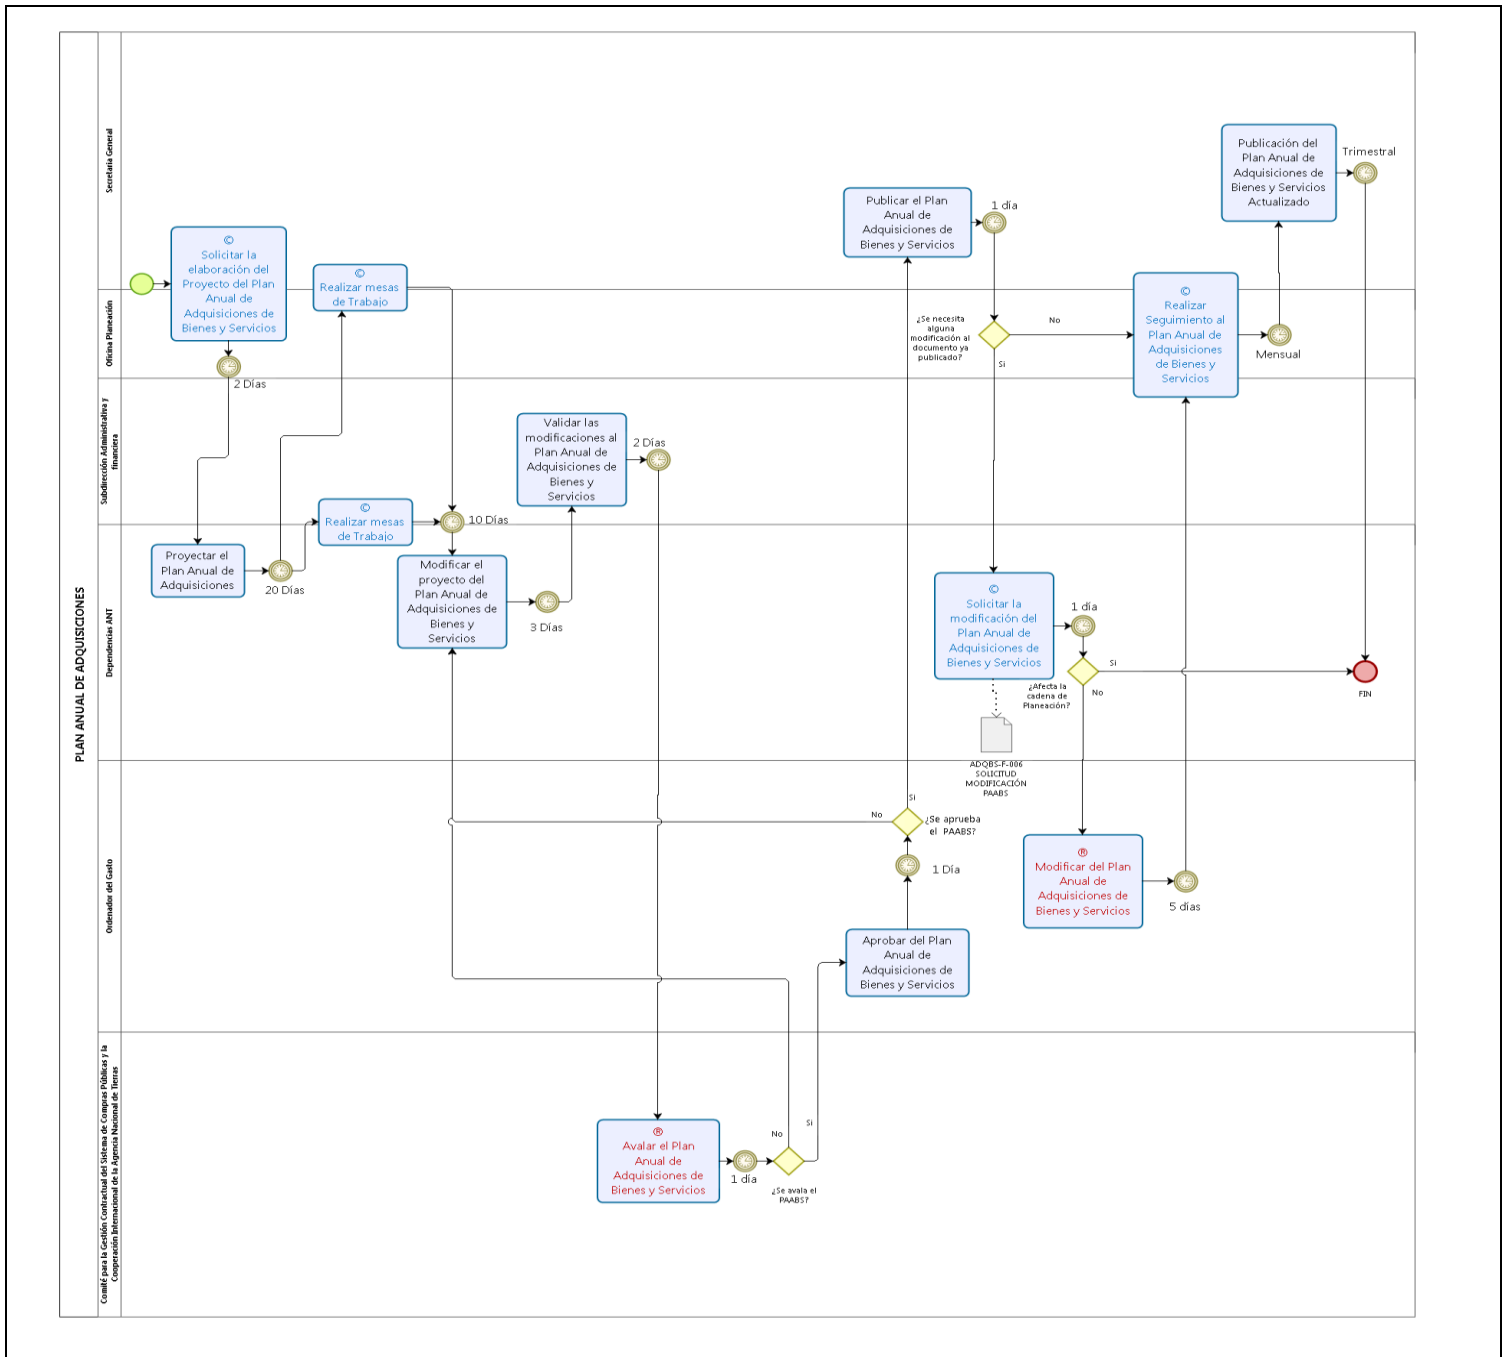 PLAN ANUAL DE ADQUISICIONES
Secretaría General
Oficina Planeación
Subdirección Administrativa y
financiera
Dependencias ANT
Ordenador del Gasto
Comité para la Gestión Contractual del Sistema de Compras Públicas y la
Cooperación Internacional de la Agencia Nacional de Tierras
©
Solicitar la
elaboración del
Proyecto del Plan
Anual de
Adquisiciones de
Bienes y Servicios
2 Días
©
Realizar mesas
de Trabajo
Proyectar el
Plan Anual de
Adquisiciones
20 Días
©
Realizar mesas
de Trabajo
10 Días
Modificar el
proyecto del
Plan Anual de
Adquisiciones de
Bienes y
Servicios
3 Días
Validar las
modificaciones al
Plan Anual de
Adquisiciones de
Bienes y
Servicios
2 Días
®
Avalar el Plan
Anual de
Adquisiciones de
Bienes y Servicios
1 día
No
Si
¿Se avala el
PAABS?
Aprobar del Plan
Anual de
Adquisiciones de
Bienes y Servicios
1 Día
No
Si
¿Se aprueba
el PAABS?
Publicar el Plan
Anual de
Adquisiciones de
Bienes y Servicios
1 día
¿Se necesita
alguna
modificación al
documento ya
publicado?
No
Si
©
Solicitar la
modificación del
Plan Anual de
Adquisiciones de
Bienes y Servicios
ADQBS-F-006
SOLICITUD
MODIFICACIÓN
PAABS
1 día
¿Afecta la
cadena de
Planeación?
Si
No
®
Modificar del Plan
Anual de
Adquisiciones de
Bienes y Servicios
5 días
©
Realizar
Seguimiento al
Plan Anual de
Adquisiciones
de Bienes y
Servicios
Mensual
Publicación del
Plan Anual de
Adquisiciones de
Bienes y Servicios
Actualizado
Trimestral
FIN